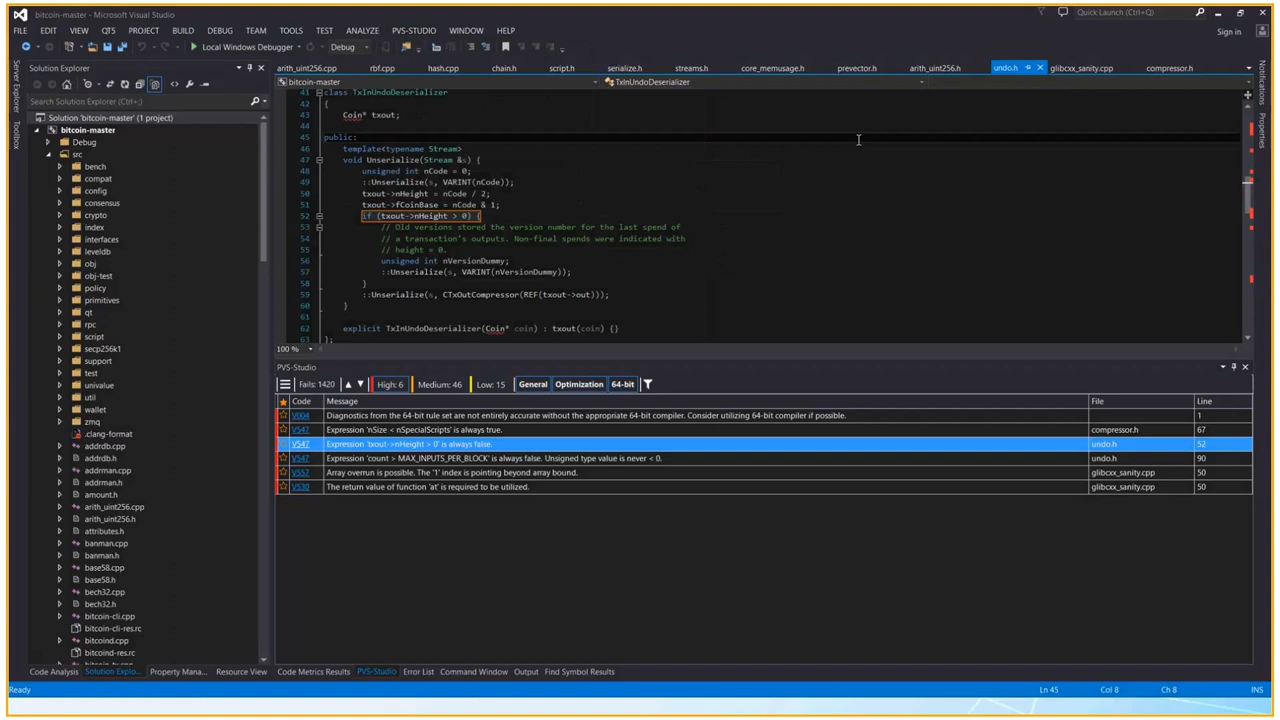 bitcoin-master - Microsoft Visual Studio
Quick Launch (Ctrl+Q)
FILE EDIT VIEW QT5 PROJECT BUILD DEBUG TEAM TOOLS TEST ANALYZE PVS-STUDIO WINDOW HELP
Sign in
Local Windows Debugger Debug
Server Explorer
Toolbox
Notifications
Properties
Solution Explorer
Search Solution Explorer (Ctrl+;)
Solution 'bitcoin-master' (1 project)
bitcoin-master
Debug
src
bench
compat
config
consensus
crypto
index
interfaces
leveldb
obj
obj-test
policy
primitives
qt
rpc
script
secp256k1
support
test
univalue
util
wallet
zmq
.clang-format
addrdb.cpp
addrdb.h
addrman.cpp
addrman.h
amount.h
arith_uint256.cpp
arith_uint256.h
attributes.h
banman.cpp
banman.h
base58.cpp
base58.h
bech32.cpp
bech32.h
bitcoin-cli.cpp
bitcoin-cli-res.rc
bitcoind.cpp
bitcoind-res.rc
arith_uint256.cpp rbf.cpp hash.cpp chain.h script.h serialize.h streams.h core_memusage.h prevector.h arith_uint256.h undo.h glibcxx_sanity.cpp compressor.h
bitcoin-master TxInUndoDeserializer
41 class TxInUndoDeserializer
42 {
43 Coin* txout;
44
45 public:
46 template<typename Stream>
47 void Unserialize(Stream &s) {
48 unsigned int nCode = 0;
49 ::Unserialize(s, VARINT(nCode));
50 txout->nHeight = nCode / 2;
51 txout->fCoinBase = nCode & 1;
52 if (txout->nHeight > 0) {
53 // Old versions stored the version number for the last spend of
54 // a transaction's outputs. Non-final spends were indicated with
55 // height = 0.
56 unsigned int nVersionDummy;
57 ::Unserialize(s, VARINT(nVersionDummy));
58 }
59 ::Unserialize(s, CTxOutCompressor(REF(txout->out)));
60 }
62 explicit TxInUndoDeserializer(Coin* coin) : txout(coin) {}
63 };
100 %
PVS-Studio
Fails: 1420 High: 6 Medium: 46 Low: 15 General Optimization 64-bit
Code Message File Line
V004 Diagnostics from the 64-bit rule set are not entirely accurate without the appropriate 64-bit compiler. Consider utilizing 64-bit compiler if possible. 1
V547 Expression 'nSize < nSpecialScripts' is always true. compressor.h 67
V547 Expression 'txout->nHeight > 0' is always false. undo.h 52
V547 Expression 'count > MAX_INPUTS_PER_BLOCK' is always false. Unsigned type value is never < 0. undo.h 90
V557 Array overrun is possible. The '1' index is pointing beyond array bound. glibcxx_sanity.cpp 50
V530 The return value of function 'at' is required to be utilized. glibcxx_sanity.cpp 50
Code Analysis Solution Explo... Property Mana... Resource View
Code Metrics Results PVS-Studio Error List Command Window Output Find Symbol Results
Ready Ln 45 Col 8 Ch 8 INS